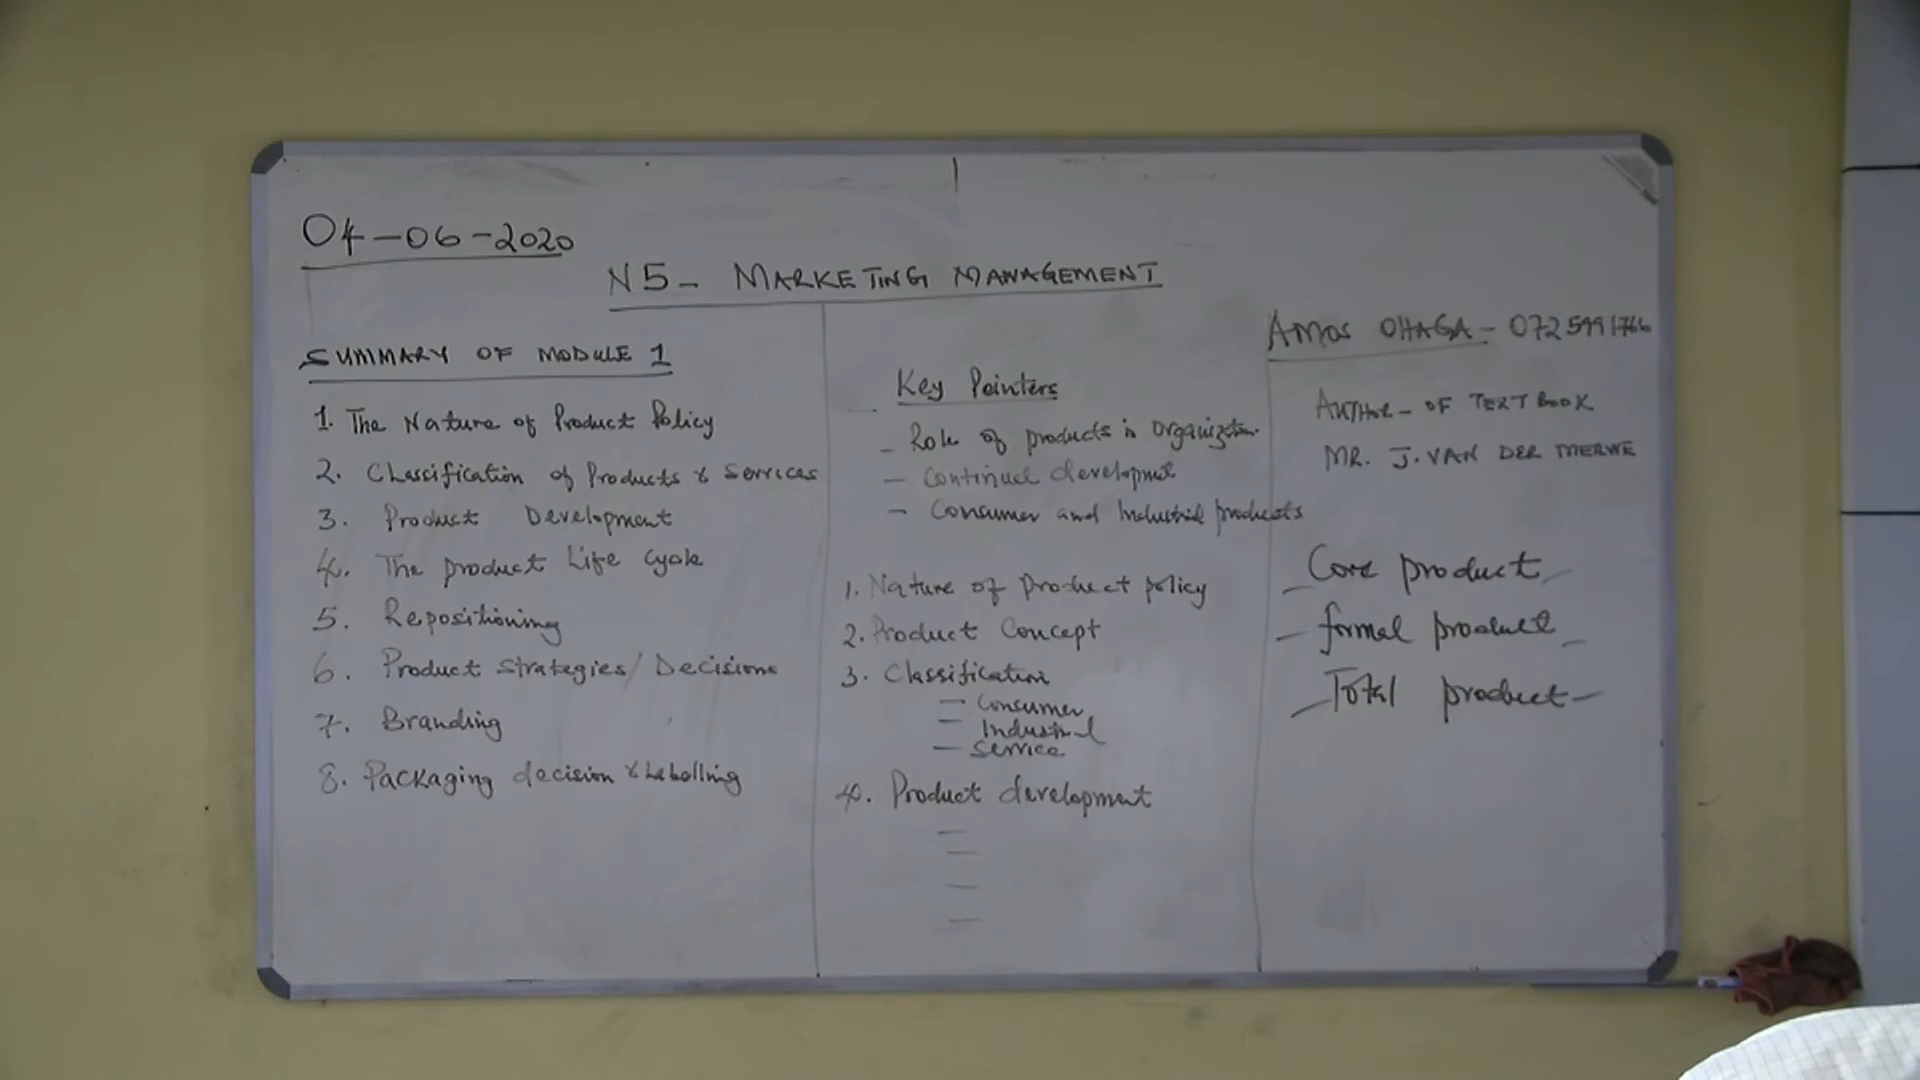 04-06-2020
N5- MARKETING MANAGEMENT
SUMMARY OF MODULE 1
1. The Nature of Product Policy
2. Classification of Products & Services
3. Product Development
4. The product Life Cycle
5. Repositioning
6. Product Strategies/Decisions
7. Branding
8. Packaging decision & Labelling
Key Pointers
- Role of products in Organization
- Continuel development
- Consumer and Industrial products
1. Nature of product policy
2. Product Concept
3. Classification
- Consumer
- Industrial
- Service
4. Product development
AMOS OHAGA - 0725991766
AUTHOR - OF TEXT BOOK
MR. J. VAN DER MERWE
- Core product -
- formal product -
- Total product -